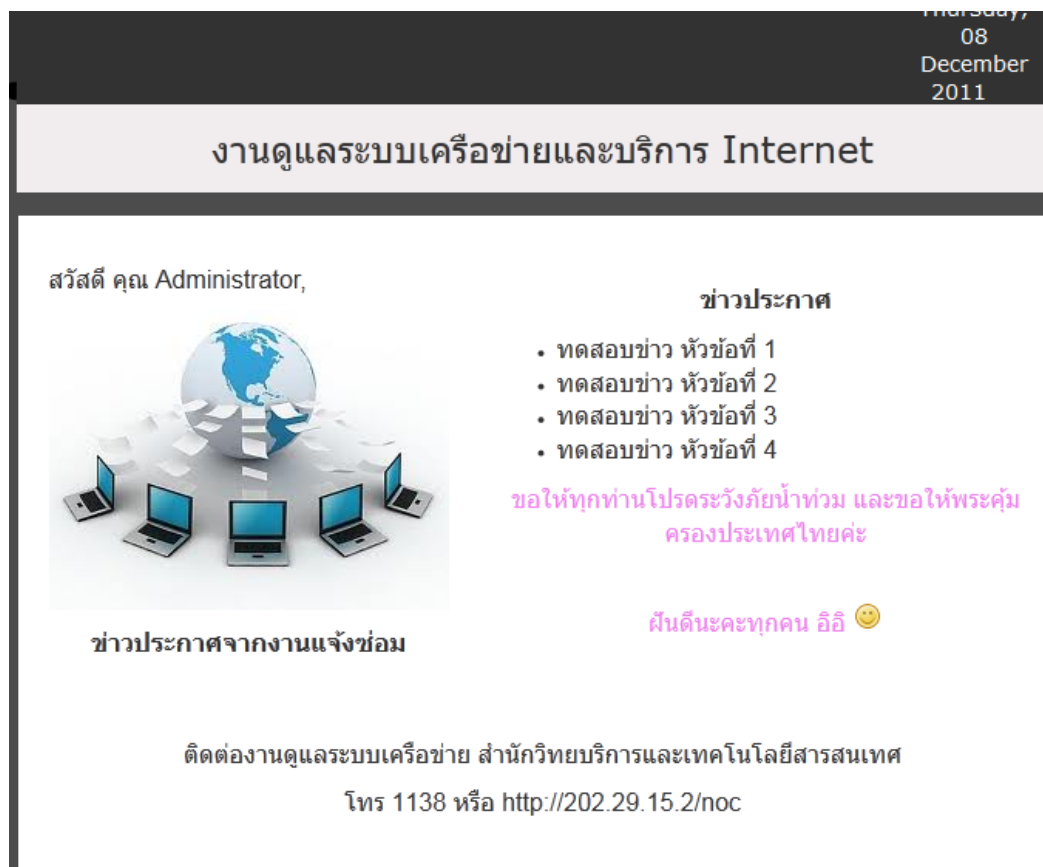 Thursday,
08
December
2011
งานดูแลระบบเครือข่ายและบริการ Internet
สวัสดี คุณ Administrator,
ข่าวประกาศจากงานแจ้งซ่อม
ข่าวประกาศ
• ทดสอบข่าว หัวข้อที่ 1
• ทดสอบข่าว หัวข้อที่ 2
• ทดสอบข่าว หัวข้อที่ 3
• ทดสอบข่าว หัวข้อที่ 4
ขอให้ทุกท่านโปรดระวังภัยน้ำท่วม และขอให้พระคุ้ม
ครองประเทศไทยค่ะ
ฝันดีนะคะทุกคน อิอิ
ติดต่องานดูแลระบบเครือข่าย สำนักวิทยบริการและเทคโนโลยีสารสนเทศ
โทร 1138 หรือ http://202.29.15.2/noc